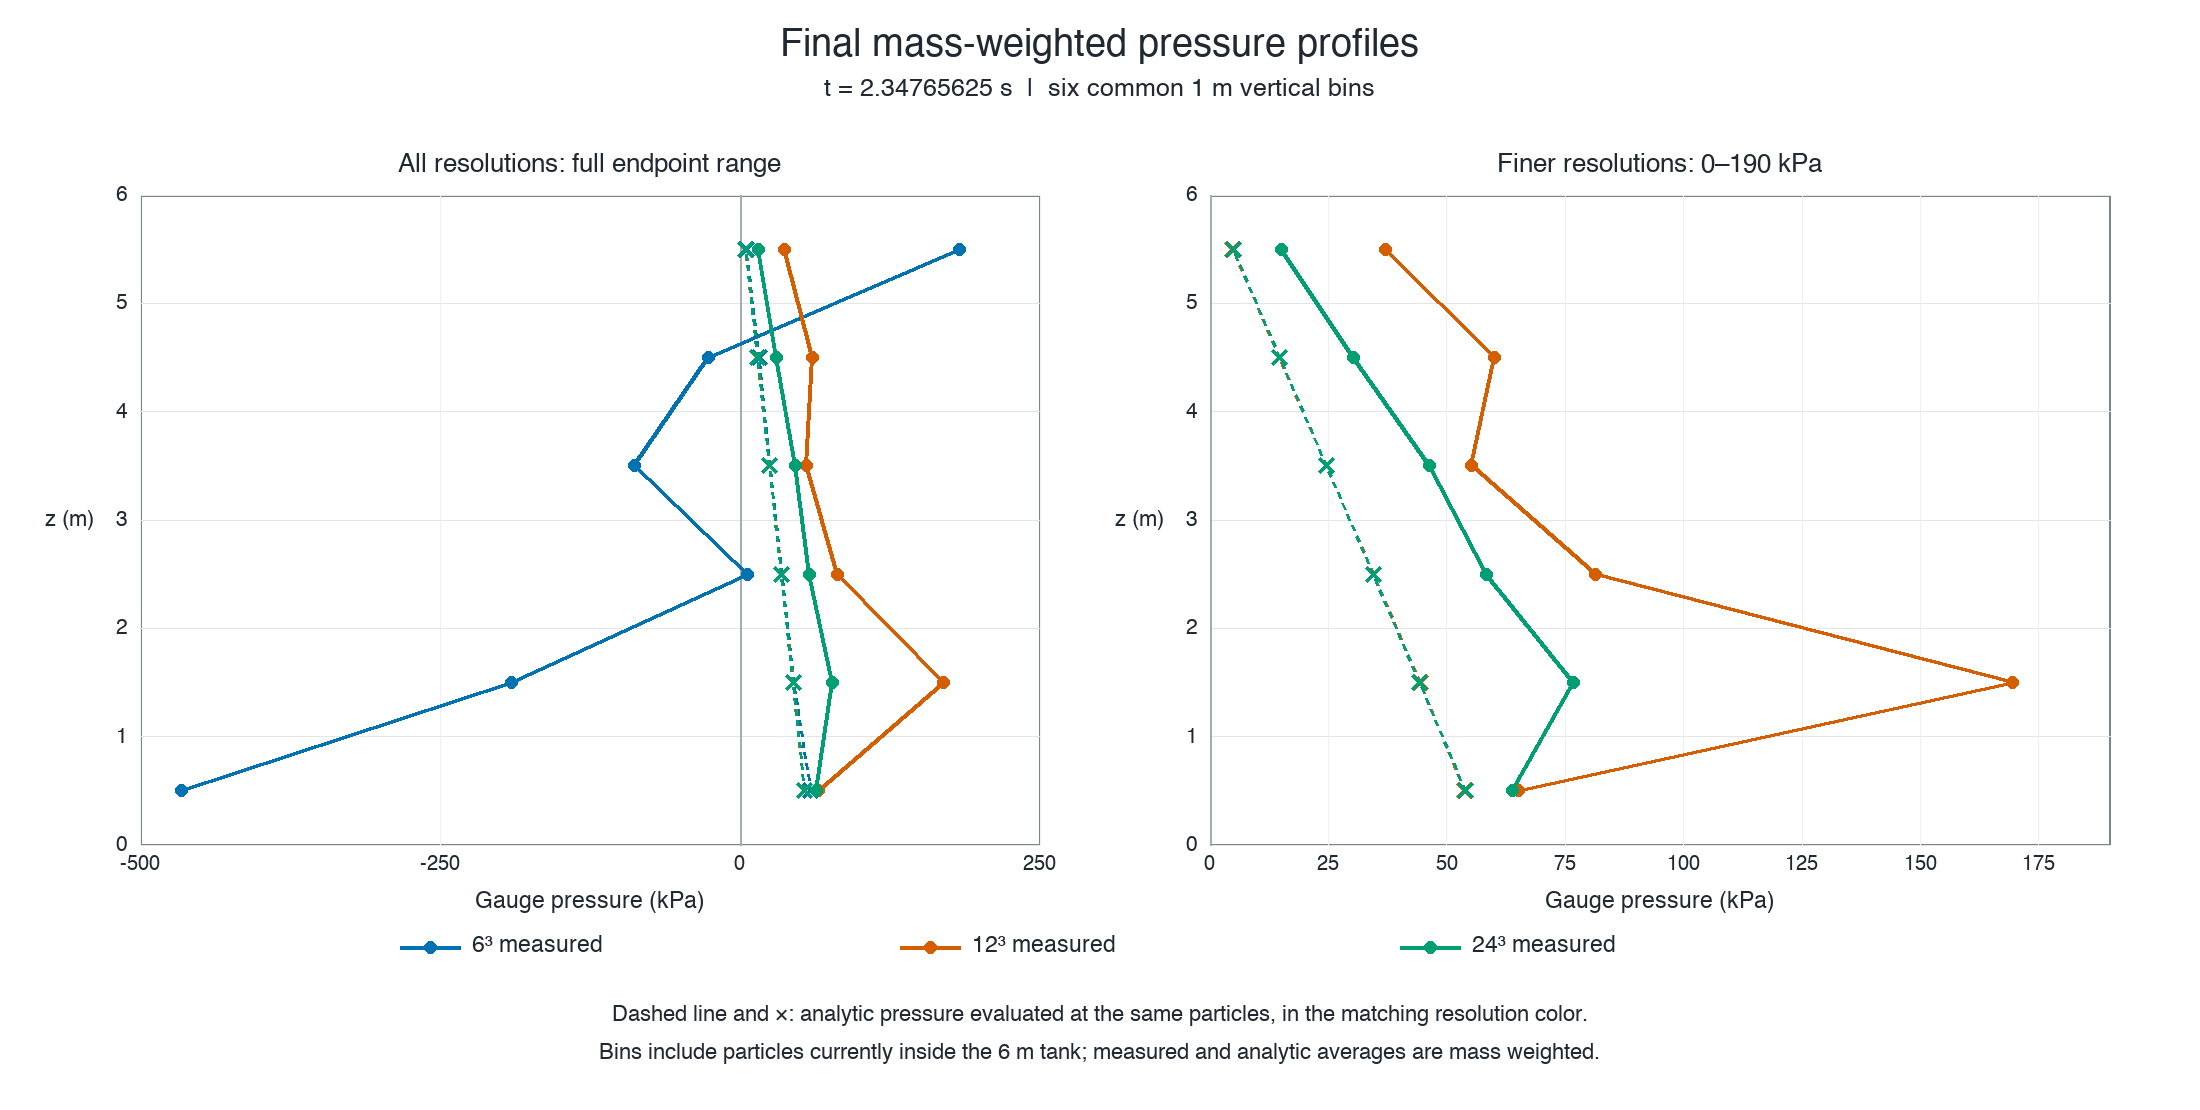 Final mass-weighted pressure profiles
t = 2.34765625 s | six common 1 m vertical bins
All resolutions: full endpoint range
6
5
4
3
2
1
0
z (m)
-500
-250
0
250
Gauge pressure (kPa)
Finer resolutions: 0–190 kPa
6
5
4
3
2
1
0
z (m)
0
25
50
75
100
125
150
175
Gauge pressure (kPa)
6³ measured
12³ measured
24³ measured
Dashed line and ×: analytic pressure evaluated at the same particles, in the matching resolution color.
Bins include particles currently inside the 6 m tank; measured and analytic averages are mass weighted.